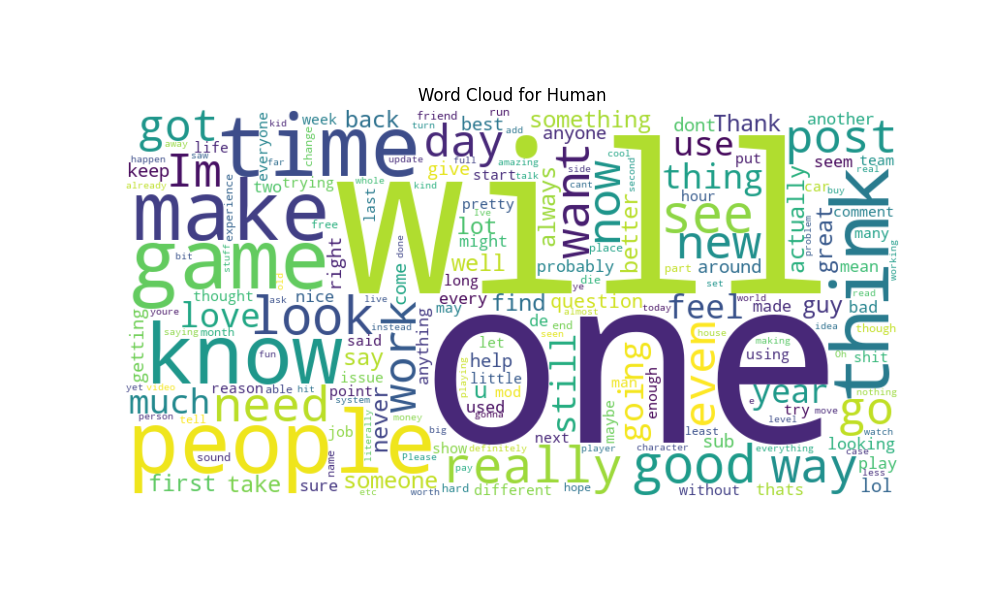 Word Cloud for Human
will
one
people
time
make
game
know
think
good
way
really
look
work
need
see
new
want
now
thing
post
day
got
Im
use
go
feel
even
still
going
year
love
much
back
something
someone
first
take
well
lot
better
actually
great
always
right
give
find
never
say
u
guy
lol
play
sub
bad
car
life
keep
everyone
week
best
anyone
dont
Thank
another
put
seem
team
real
buy
comment
many
mean
working
hour
place
part
around
set
probably
question
almost
today
world
made
using
making
idea
read
though
Oh
shit
nothing
try
move
level
e
house
enough
man
maybe
least
everything
watch
looking
case
less
thats
without
character
player
definitely
next
different
hope
hard
pay
show
big
Please
money
literally
system
point
issue
job
name
sure
etc
worth
sound
person
tell
video
yet
reason
able
hit
fun
getting
saying
month
youre
thought
nice
ask
did
live
instead
said
anything
come
done
last
whole
kind
update
free
two
trying
experience
stuff
bit
already
happen
saw
away
kid
far
change
turn
friend
run
add
start
full
amazing
talk
side
cant
cool
second
pretty
Ive
might
long
every
may
de
end
seen
let
help
little
used
gonna
playing
mod
die
ye
problem